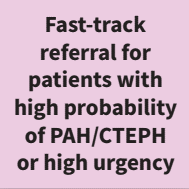 Fast-track
referral for
patients with
high probability
of PAH/CTEPH
or high urgency